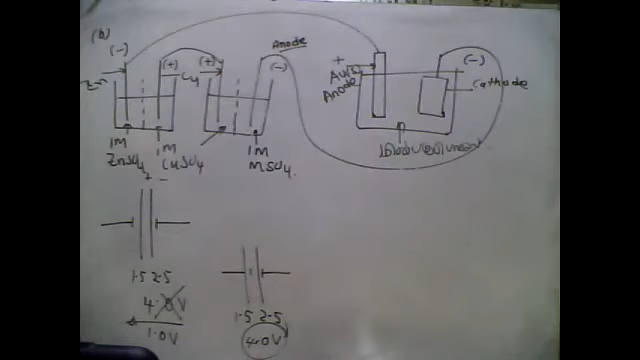 (b)
(-)
Zn
(+)
Cu
(+)
Anode
(-)
+
Au(s)
Anode
(-)
Cathode
1M
ZnSO4
1M
CuSO4
1M
MSO4
+ -
1.5 2.5
4.0V
1.0V
1.5 2.5
4.0V